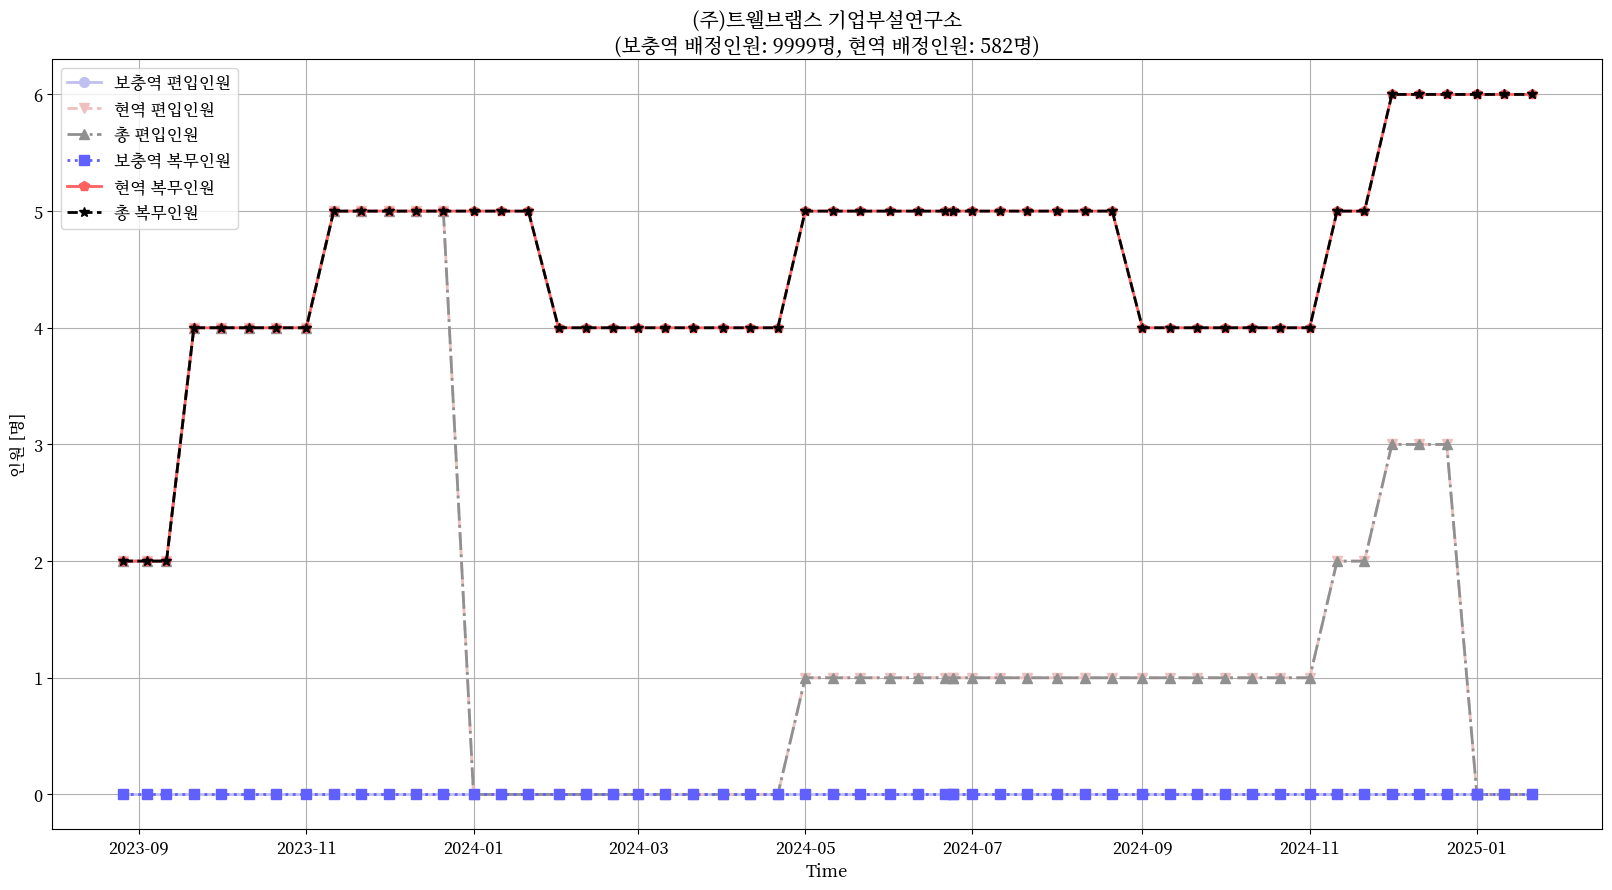 (주)트웰브랩스 기업부설연구소
(보충역 배정인원: 9999명, 현역 배정인원: 582명)
보충역 편입인원
현역 편입인원
총 편입인원
보충역 복무인원
현역 복무인원
총 복무인원
인원 [명]
6
5
4
3
2
1
0
2023-09
2023-11
2024-01
2024-03
2024-05
2024-07
2024-09
2024-11
2025-01
Time